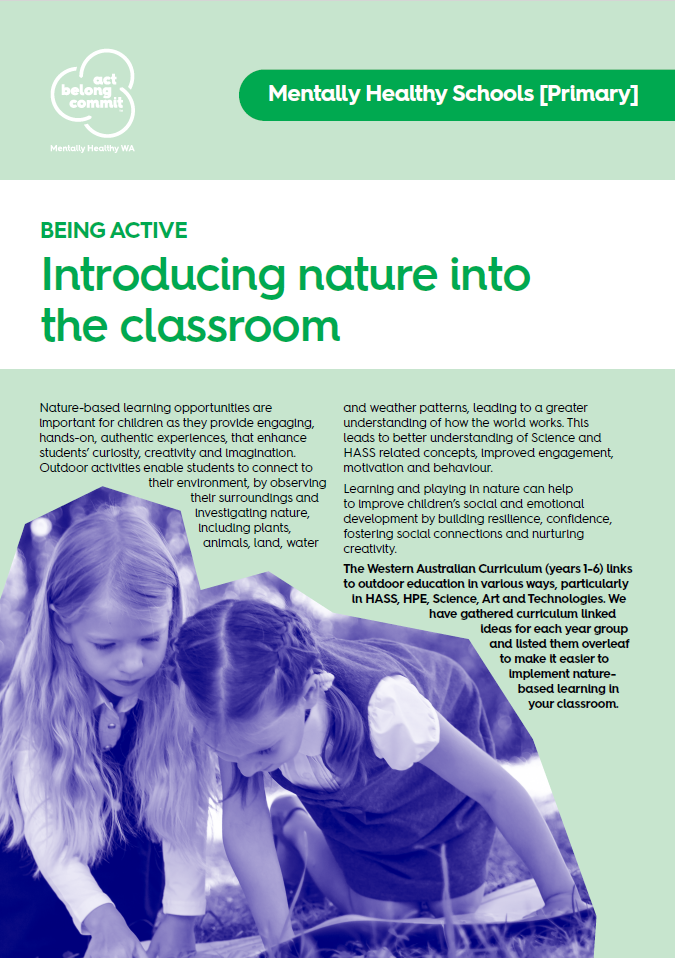 act
belong
commit
Mentally Healthy WA
Mentally Healthy Schools [Primary]
BEING ACTIVE
Introducing nature into
the classroom
Nature-based learning opportunities are
important for children as they provide engaging,
hands-on, authentic experiences, that enhance
students' curiosity, creativity and imagination.
Outdoor activities enable students to connect to
their environment, by observing
their surroundings and
investigating nature,
including plants,
animals, land, water
and weather patterns, leading to a greater
understanding of how the world works. This
leads to better understanding of Science and
HASS related concepts, improved engagement,
motivation and behaviour.
Learning and playing in nature can help
to improve children's social and emotional
development by building resilience, confidence,
fostering social connections and nurturing
creativity.
The Western Australian Curriculum (years 1-6) links
to outdoor education in various ways, particularly
in HASS, HPE, Science, Art and Technologies. We
have gathered curriculum linked
ideas for each year group
and listed them overleaf
to make it easier to
implement nature-
based learning in
your classroom.